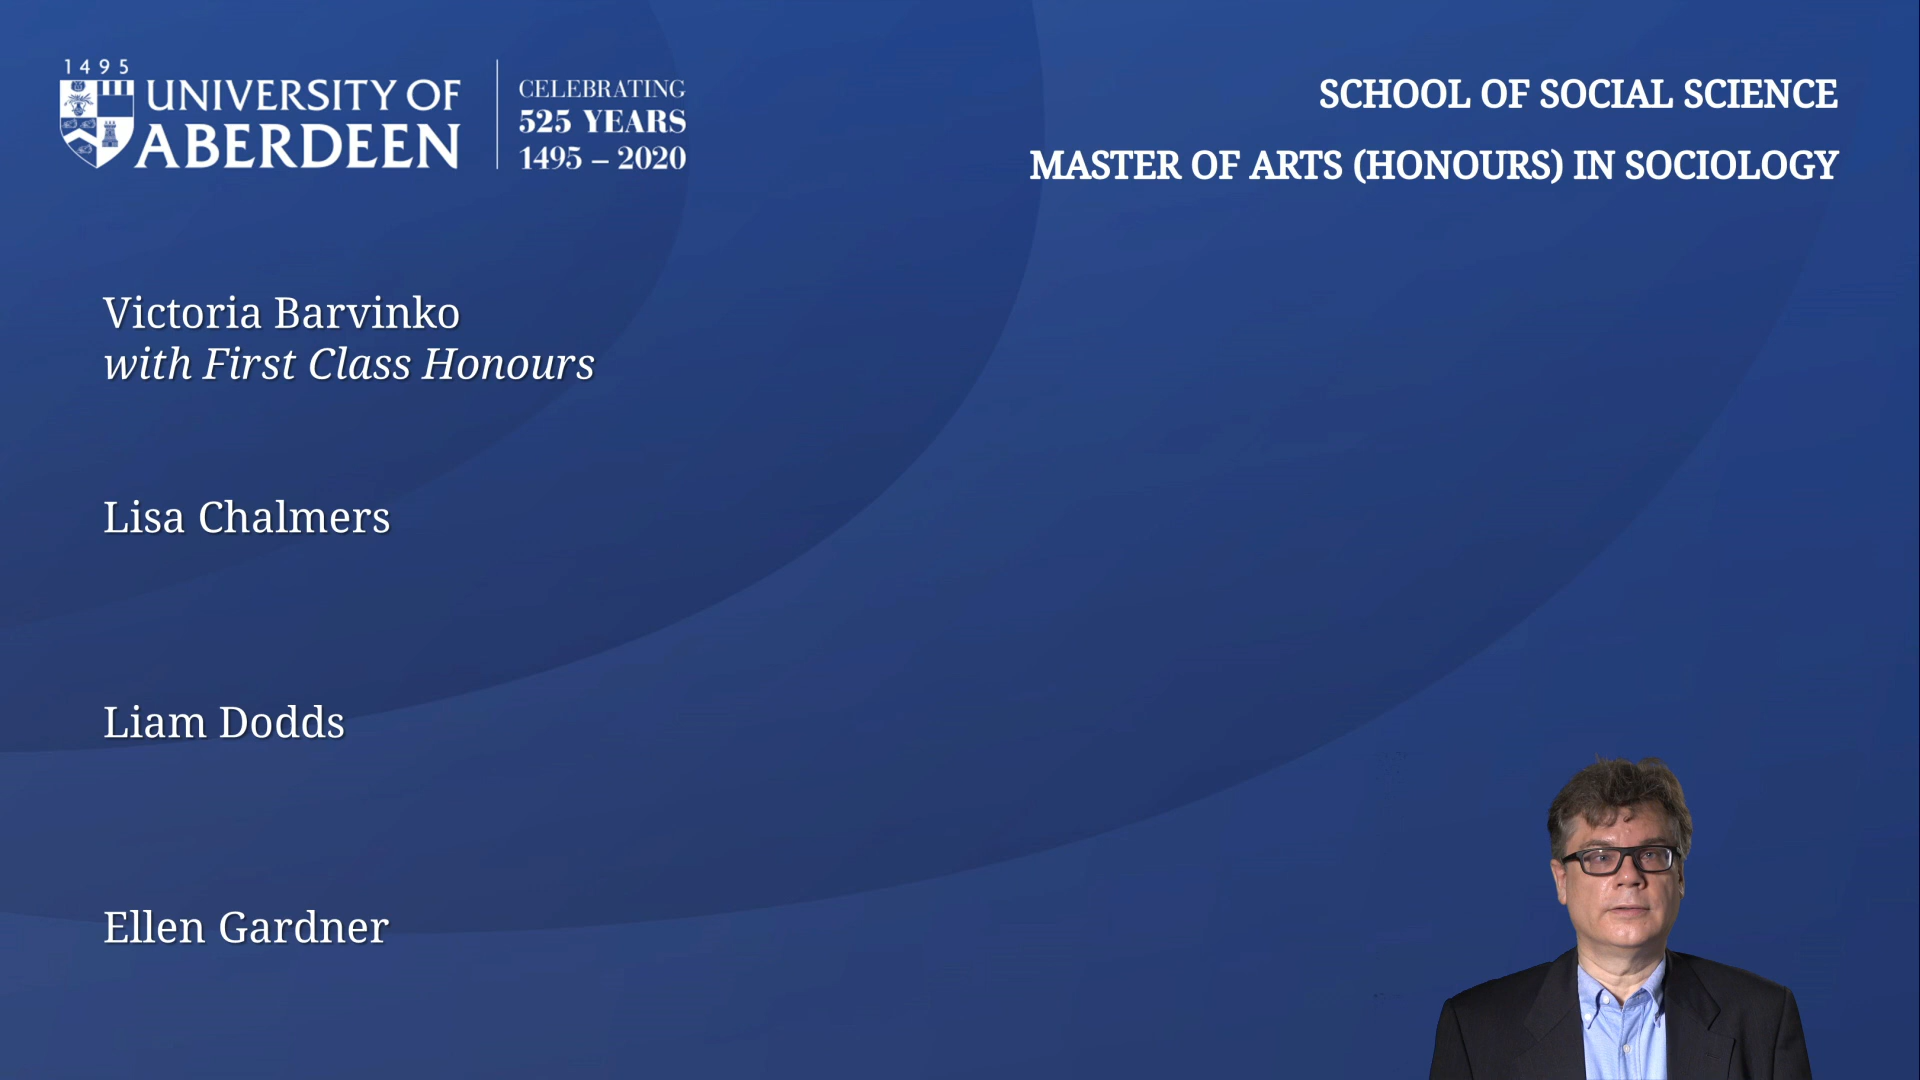 1495
UNIVERSITY OF
ABERDEEN
CELEBRATING
525 YEARS
1495 – 2020
SCHOOL OF SOCIAL SCIENCE
MASTER OF ARTS (HONOURS) IN SOCIOLOGY
Victoria Barvinko
with First Class Honours
Lisa Chalmers
Liam Dodds
Ellen Gardner